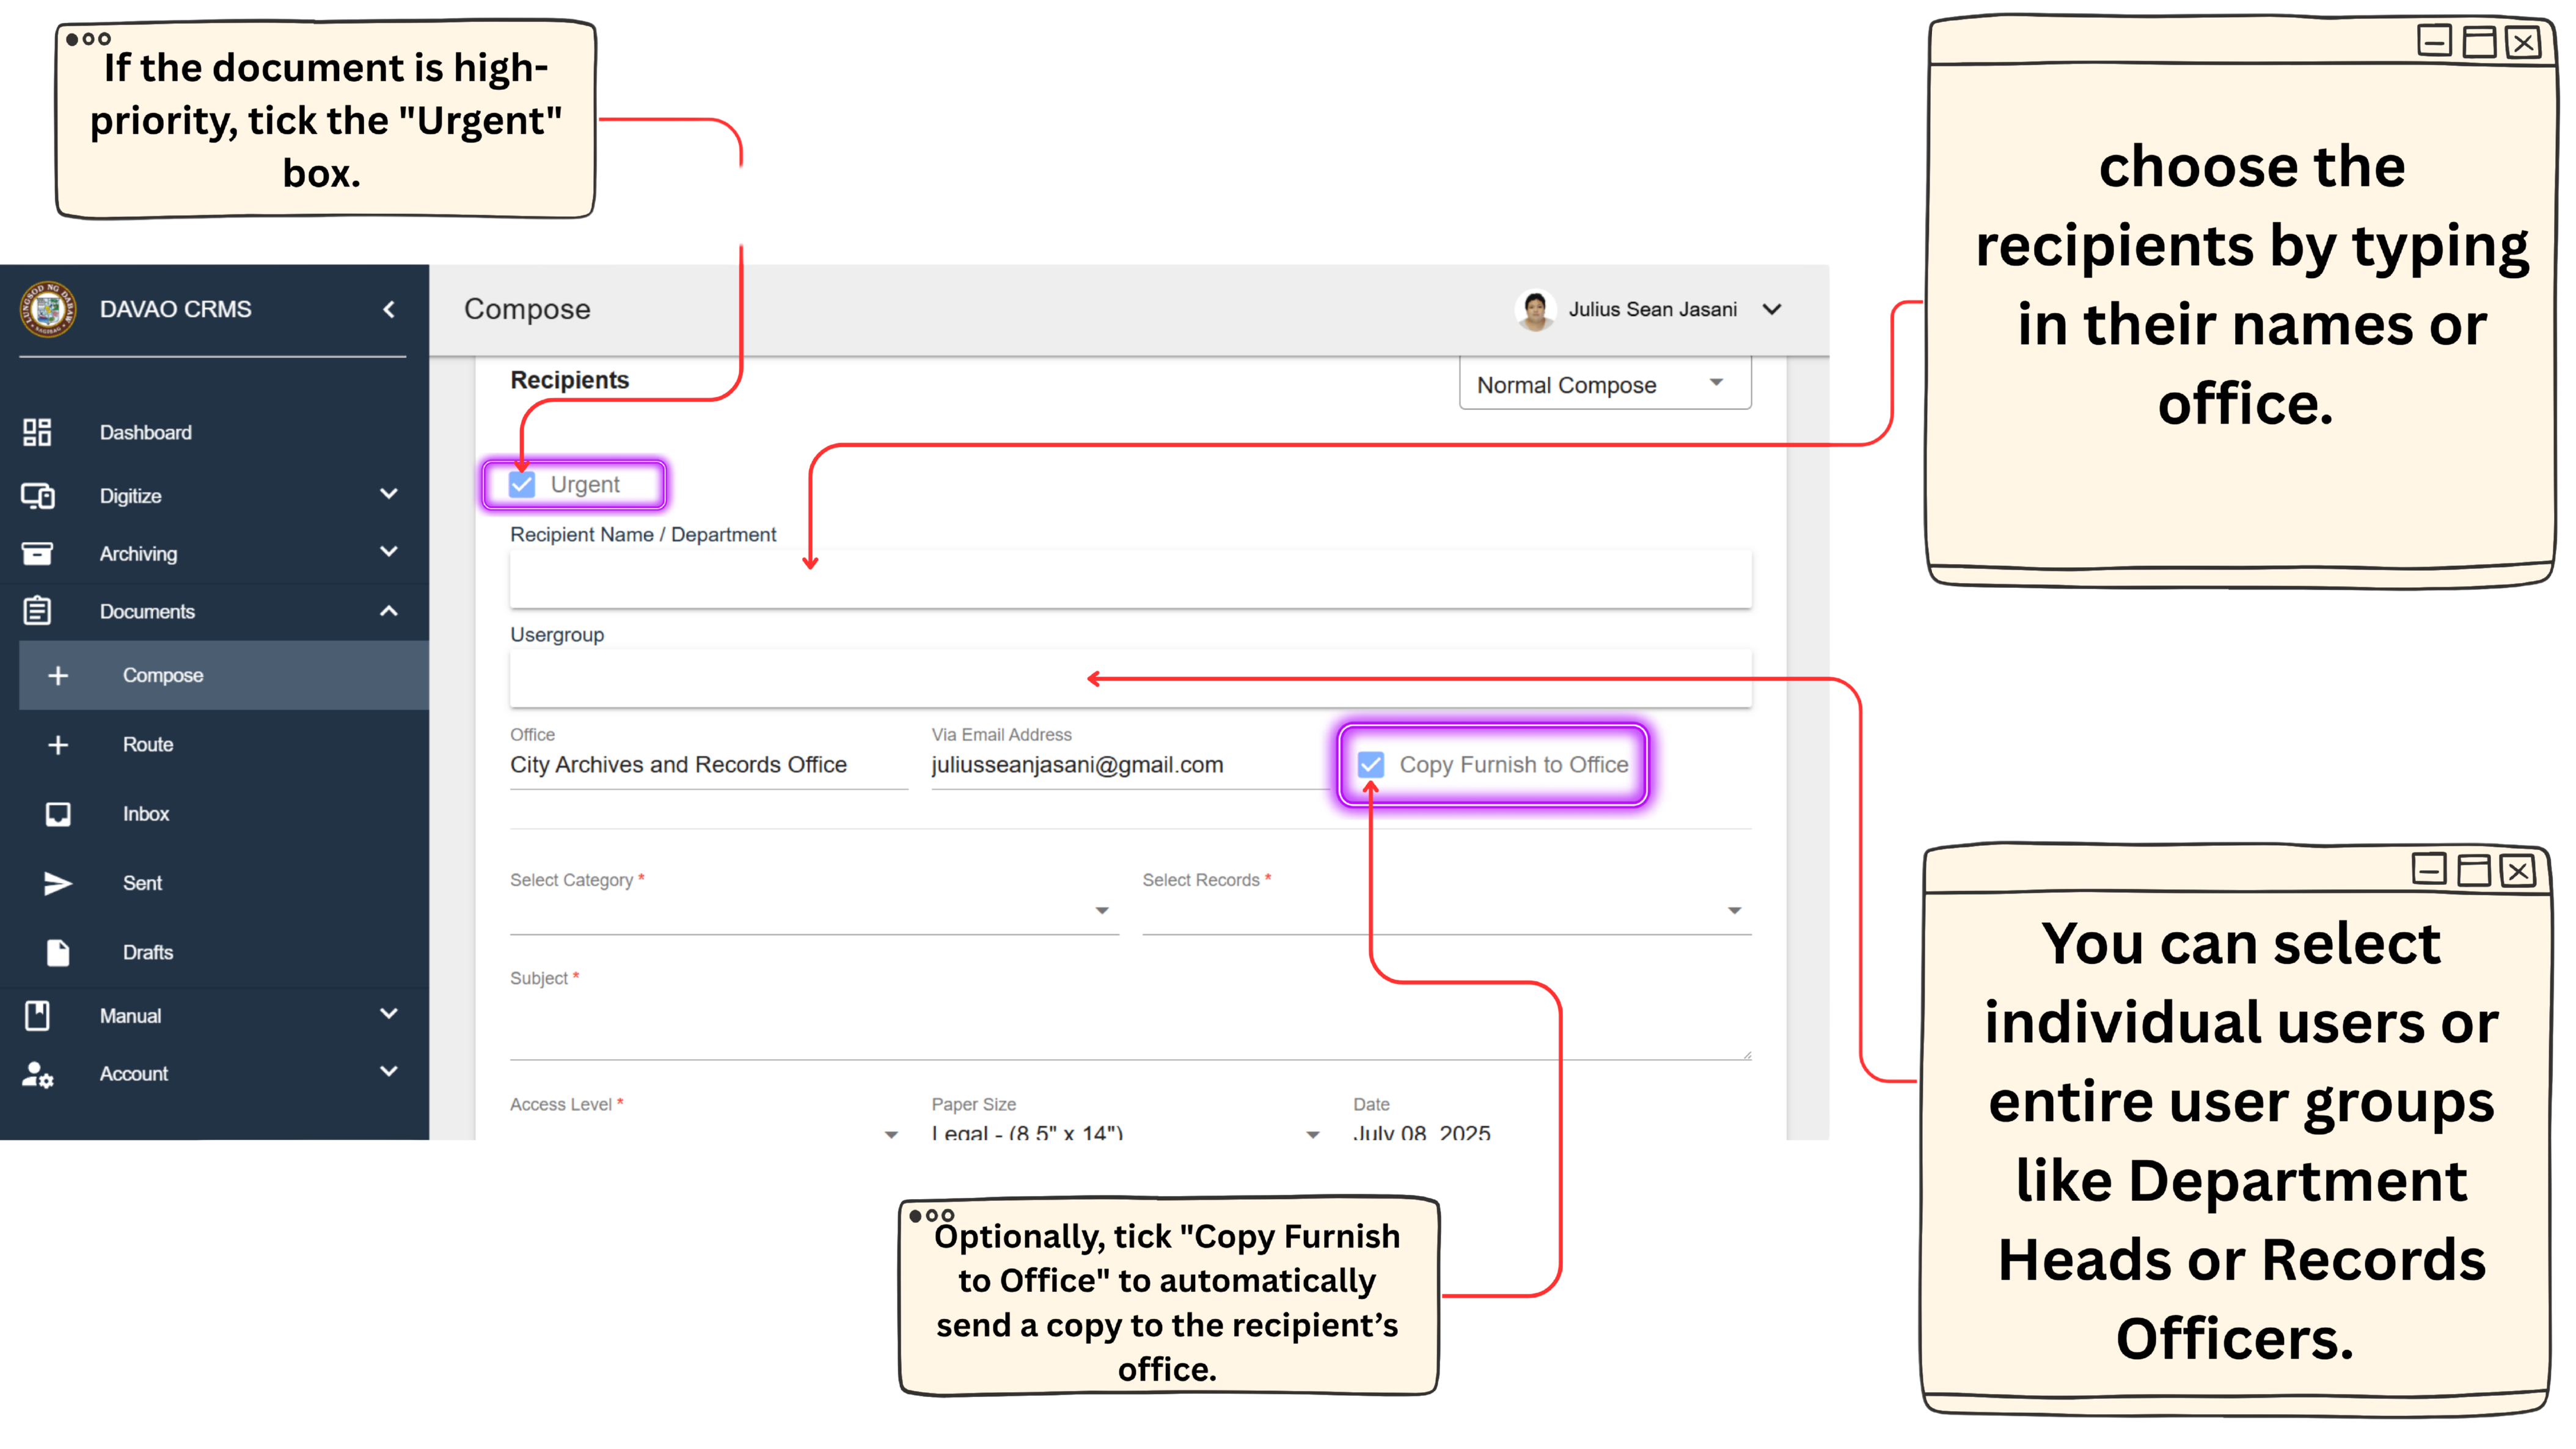 If the document is high-
priority, tick the "Urgent"
box.
choose the
recipients by typing
in their names or
office.
DAVAO CRMS
Compose
Julius Sean Jasani
Recipients
Normal Compose
Dashboard
Digitize
Archiving
Documents
Compose
Route
Inbox
Sent
Drafts
Manual
Account
Urgent
Recipient Name / Department
Usergroup
Office
City Archives and Records Office
Via Email Address
juliusseanjasani@gmail.com
Copy Furnish to Office
Select Category *
Select Records *
Subject *
Access Level *
Paper Size
Legal - (8.5" x 14")
Date
July 08, 2025
You can select
individual users or
entire user groups
like Department
Heads or Records
Officers.
Optionally, tick "Copy Furnish
to Office" to automatically
send a copy to the recipient’s
office.